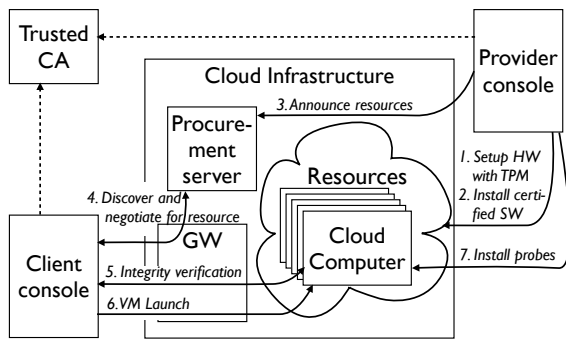 Trusted
CA
Provider
console
Cloud Infrastructure
3. Announce resources
Procure-
ment
server
1. Setup HW
with TPM
2. Install certi-
fied SW
Resources
4. Discover and
negotiate for resource
GW
Cloud
Computer
7. Install probes
Client
console
5. Integrity verification
6. VM Launch